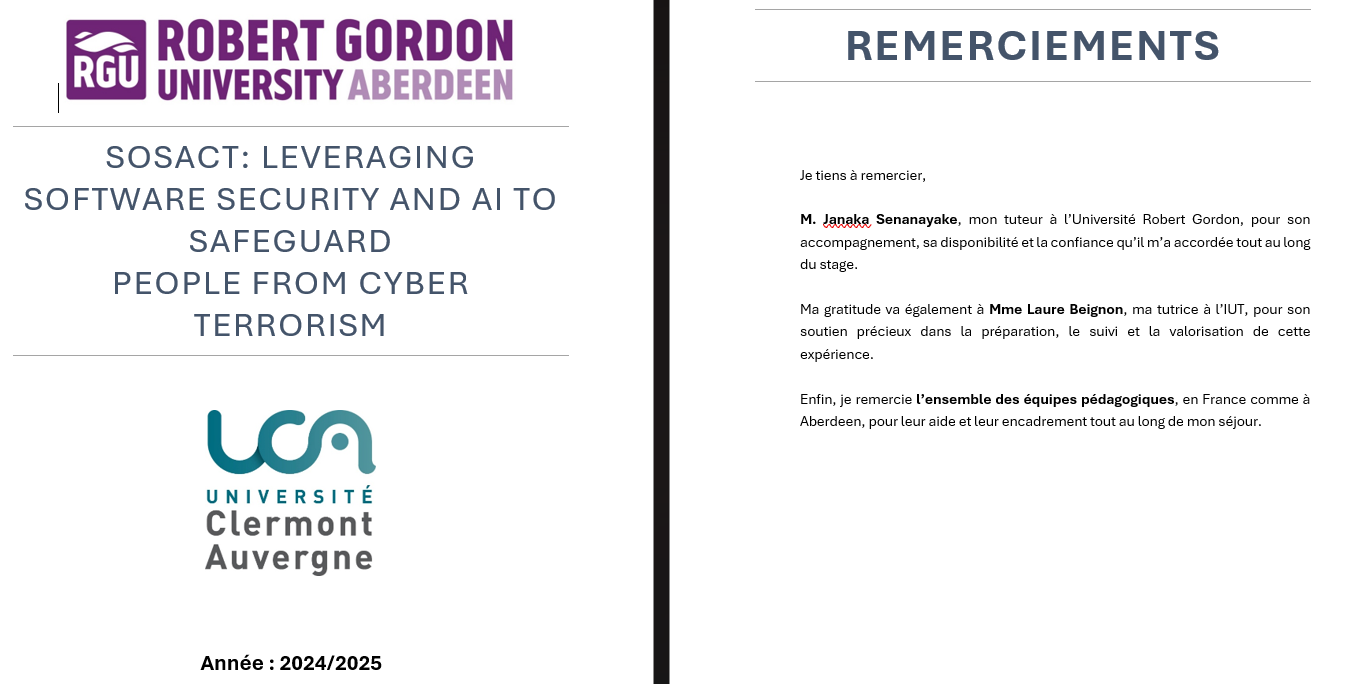 ROBERT GORDON
RGU
UNIVERSITY ABERDEEN
SOSACT: LEVERAGING
SOFTWARE SECURITY AND AI TO
SAFEGUARD
PEOPLE FROM CYBER
TERRORISM
UCA
UNIVERSITÉ
Clermont
Auvergne
Année : 2024/2025
REMERCIEMENTS
Je tiens à remercier,
M. Janaka Senanayake, mon tuteur à l’Université Robert Gordon, pour son
accompagnement, sa disponibilité et la confiance qu’il m’a accordée tout au long
du stage.
Ma gratitude va également à Mme Laure Beignon, ma tutrice à l’IUT, pour son
soutien précieux dans la préparation, le suivi et la valorisation de cette
expérience.
Enfin, je remercie l’ensemble des équipes pédagogiques, en France comme à
Aberdeen, pour leur aide et leur encadrement tout au long de mon séjour.